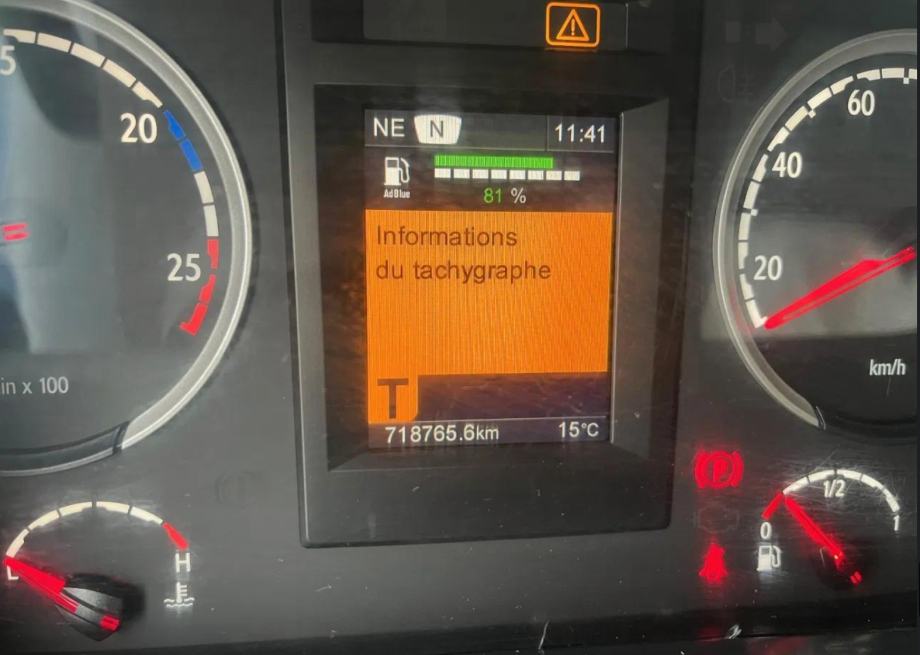 5
20
25
in x 100
H
NE N 11:41
AdBlue
81 %
Informations
du tachygraphe
T
718765.6km 15°C
60
40
20
km/h
P
0 1/2 1